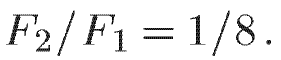 F₂/F₁ = 1/8.